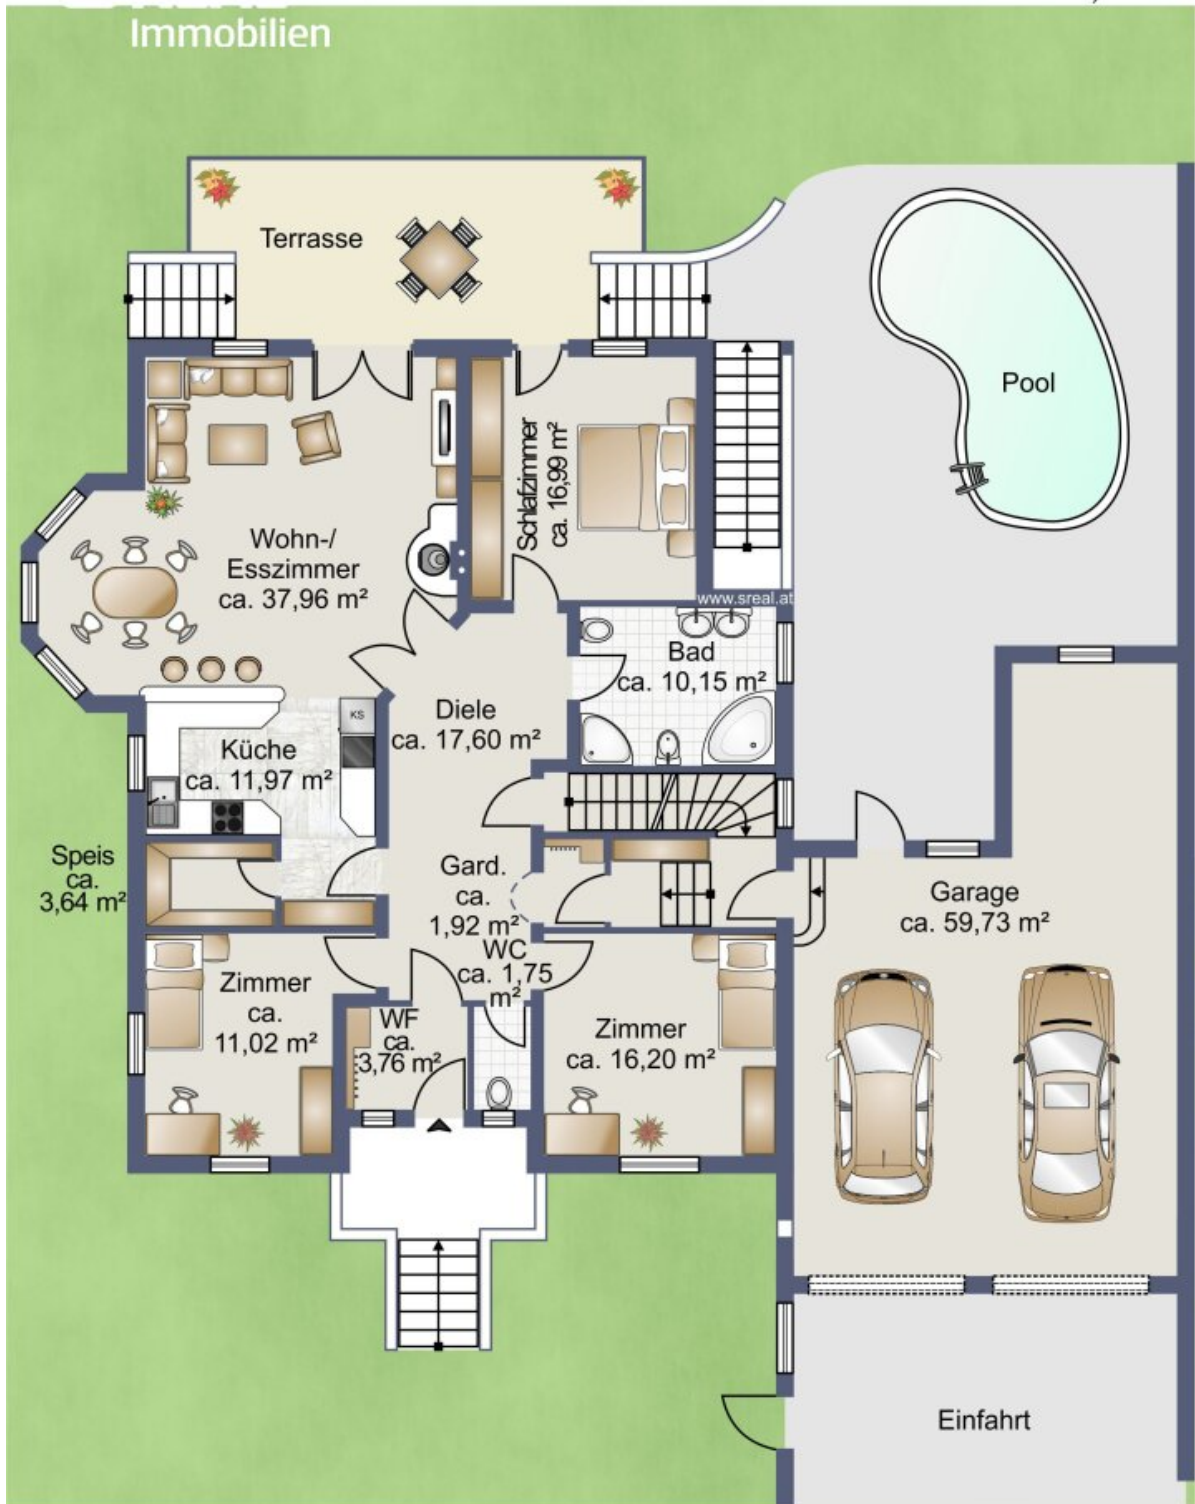 Immobilien
Terrasse
Pool
Schlafzimmer
ca. 16,99 m²
Wohn-/
Esszimmer
ca. 37,96 m²
www.sreal.at
Bad
ca. 10,15 m²
Diele
ca. 17,60 m²
KS
Küche
ca. 11,97 m²
Speis
ca.
3,64 m²
Gard.
ca.
1,92 m²
Garage
ca. 59,73 m²
WC
ca. 1,75
m²
Zimmer
ca.
11,02 m²
WF
ca.
3,76 m²
Zimmer
ca. 16,20 m²
Einfahrt